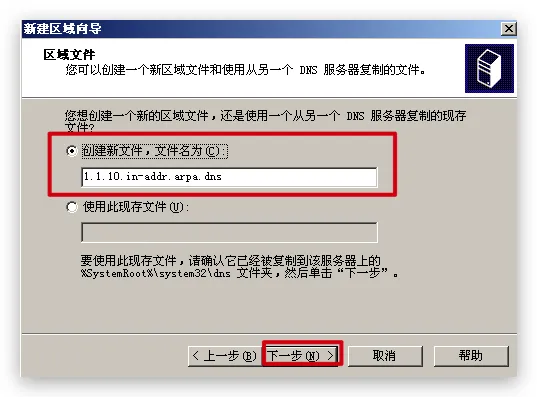 新建区域向导
区域文件
您可以创建一个新区域文件和使用从另一个 DNS 服务器复制的文件。
您想创建一个新的区域文件，还是使用一个从另一个 DNS 服务器复制的现存
文件?
创建新文件，文件名为(C):
1.1.10.in-addr.arpa.dns
使用此现存文件(U):
要使用此现存文件，请确认它已经被复制到该服务器上的
%SystemRoot%\system32\dns 文件夹，然后单击“下一步”。
< 上一步(B) 下一步(N) > 取消 帮助